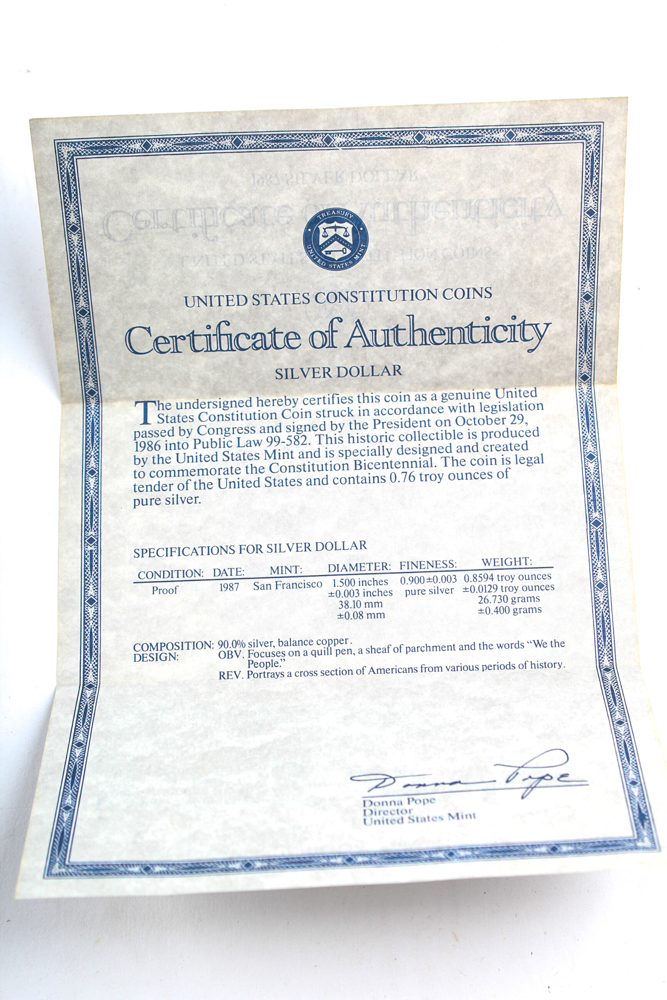 TREASURY
UNITED STATES MINT
UNITED STATES CONSTITUTION COINS
Certificate of Authenticity
SILVER DOLLAR
The undersigned hereby certifies this coin as a genuine United
States Constitution Coin struck in accordance with legislation
passed by Congress and signed by the President on October 29,
1986 into Public Law 99-582. This historic collectible is produced
by the United States Mint and is specially designed and created
to commemorate the Constitution Bicentennial. The coin is legal
tender of the United States and contains 0.76 troy ounces of
pure silver.
SPECIFICATIONS FOR SILVER DOLLAR
CONDITION: DATE: MINT: DIAMETER: FINENESS: WEIGHT:
Proof 1987 San Francisco 1.500 inches 0.900±0.003 0.8594 troy ounces
±0.003 inches pure silver ±0.0129 troy ounces
38.10 mm 26.730 grams
±0.08 mm ±0.400 grams
COMPOSITION: 90.0% silver, balance copper.
DESIGN: OBV. Focuses on a quill pen, a sheaf of parchment and the words “We the
People.”
REV. Portrays a cross section of Americans from various periods of history.
Donna Pope
Donna Pope
Director
United States Mint